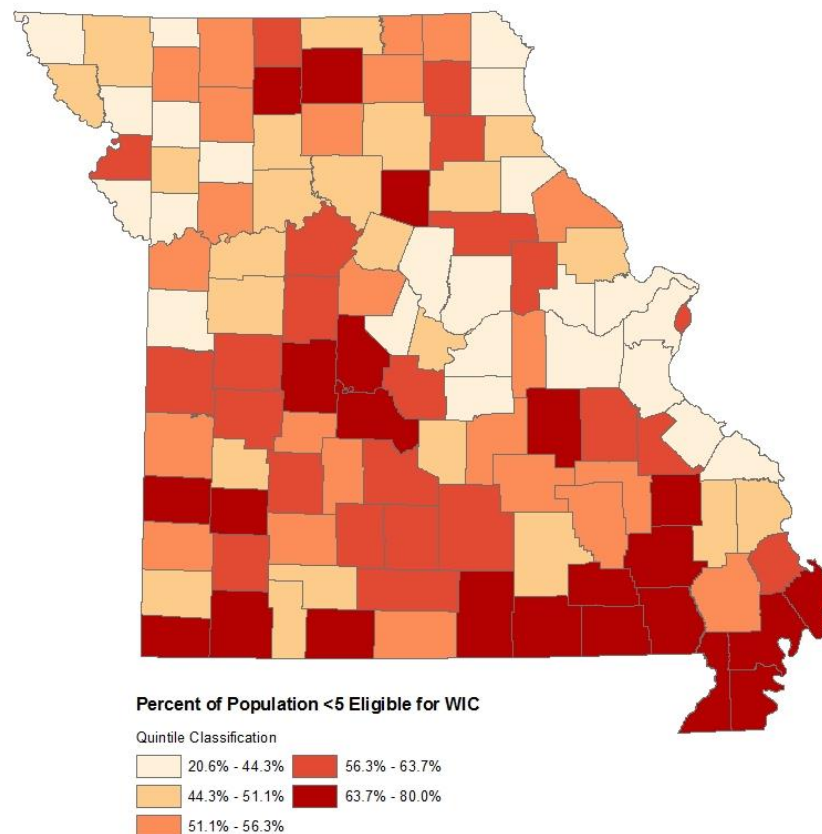 Percent of Population <5 Eligible for WIC
Quintile Classification
20.6% - 44.3%
56.3% - 63.7%
44.3% - 51.1%
63.7% - 80.0%
51.1% - 56.3%